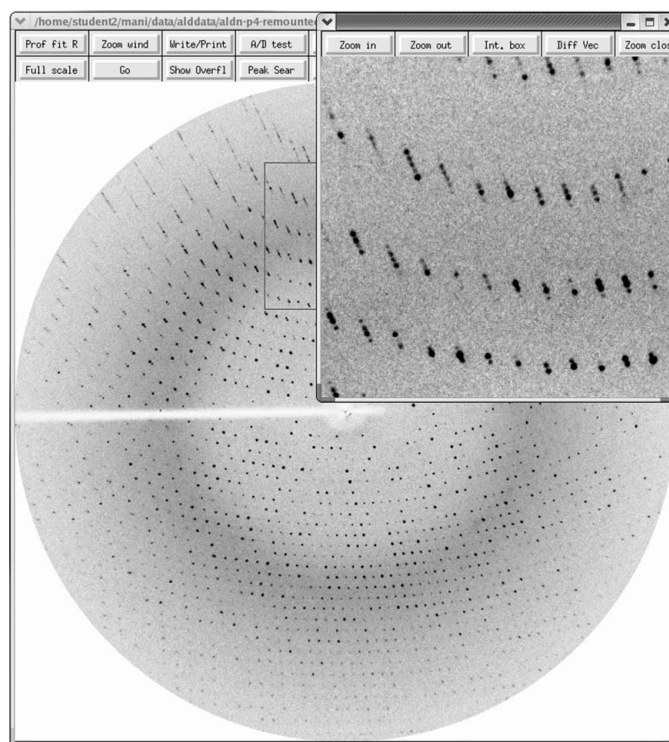 /home/student2/mani/data/alddata/aldn-p4-remounte
Prof fit R Zoom wind Write/Print A/D test
Full scale Go Show Overfl Peak Sear
Zoom in Zoom out Int. box Diff Vec Zoom clos